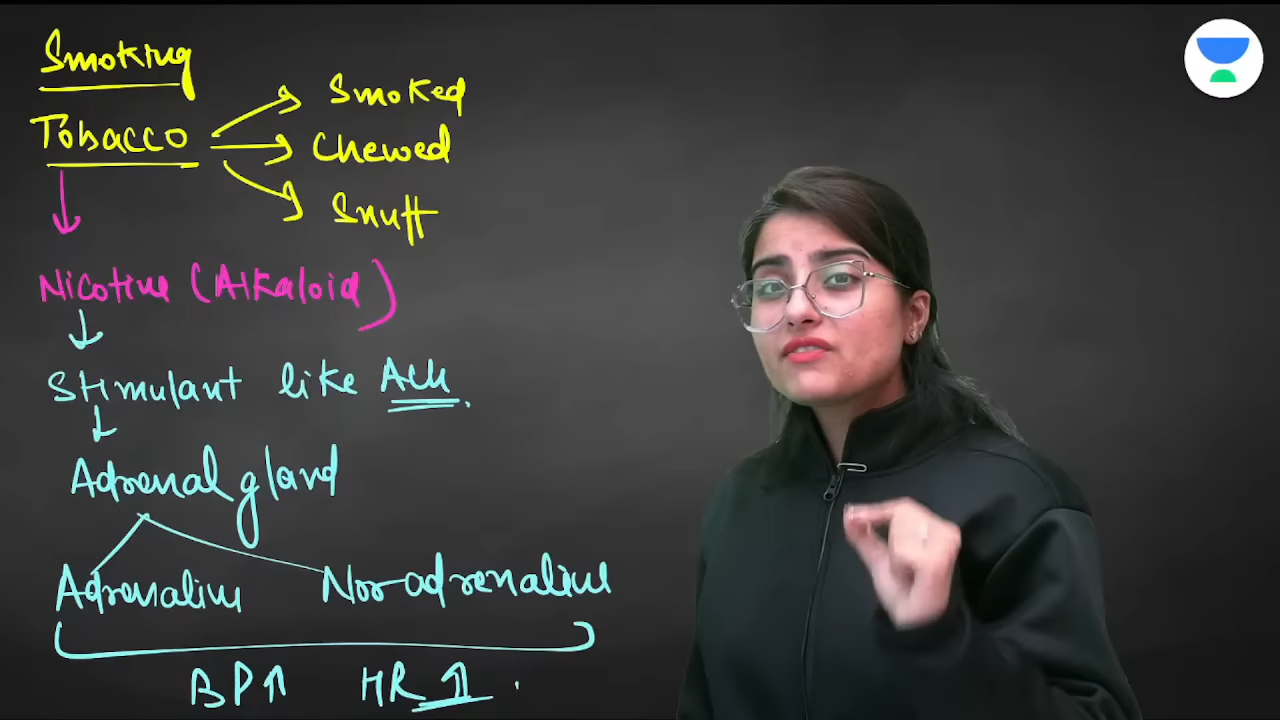 Smoking
Tobacco
Smoked
Chewed
Snuff
Nicotine (Alkaloid)
Stimulant like Ach.
Adrenal gland
Adrenaline Nor-adrenaline
BP↑ HR↑.